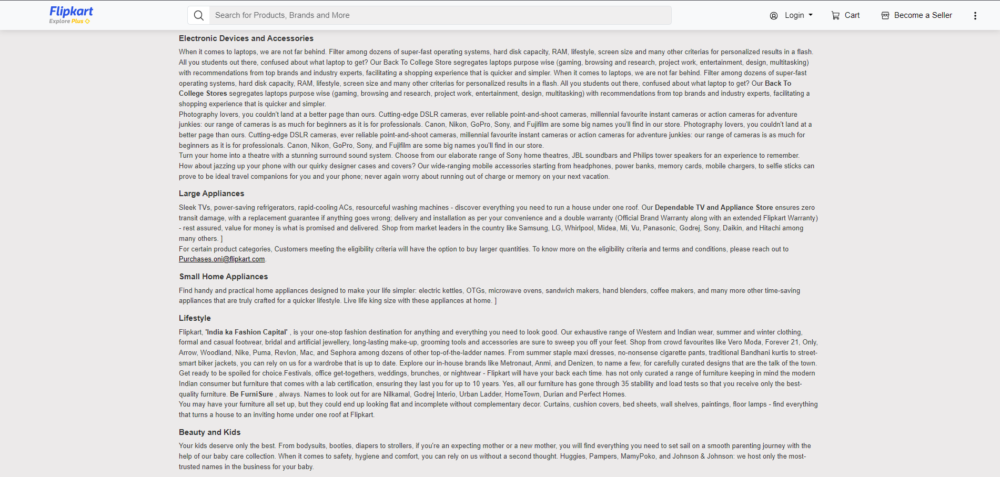 Flipkart
Explore Plus
Search for Products, Brands and More
Login
Cart
Become a Seller
Electronic Devices and Accessories
When it comes to laptops, we are not far behind. Filter among dozens of super-fast operating systems, hard disk capacity, RAM, lifestyle, screen size and many other criterias for personalized results in a flash.
All you students out there, confused about what laptop to get? Our Back To College Store segregates laptops purpose wise (gaming, browsing and research, project work, entertainment, design, multitasking)
with recommendations from top brands and industry experts, facilitating a shopping experience that is quicker and simpler. When it comes to laptops, we are not far behind. Filter among dozens of super-fast
operating systems, hard disk capacity, RAM, lifestyle, screen size and many other criterias for personalized results in a flash. All you students out there, confused about what laptop to get? Our Back To
College Stores segregates laptops purpose wise (gaming, browsing and research, project work, entertainment, design, multitasking) with recommendations from top brands and industry experts, facilitating a
shopping experience that is quicker and simpler.
Photography lovers, you couldn't land at a better page than ours. Cutting-edge DSLR cameras, ever reliable point-and-shoot cameras, millennial favourite instant cameras or action cameras for adventure
junkies: our range of cameras is as much for beginners as it is for professionals. Canon, Nikon, GoPro, Sony, and Fujifilm are some big names you'll find in our store. Photography lovers, you couldn't land at a
better page than ours. Cutting-edge DSLR cameras, ever reliable point-and-shoot cameras, millennial favourite instant cameras or action cameras for adventure junkies: our range of cameras is as much for
beginners as it is for professionals. Canon, Nikon, GoPro, Sony, and Fujifilm are some big names you'll find in our store.
Turn your home into a theatre with a stunning surround sound system. Choose from our elaborate range of Sony home theatres, JBL soundbars and Philips tower speakers for an experience to remember.
How about jazzing up your phone with our quirky designer cases and covers? Our wide-ranging mobile accessories starting from headphones, power banks, memory cards, mobile chargers, to selfie sticks can
prove to be ideal travel companions for you and your phone; never again worry about running out of charge or memory on your next vacation.
Large Appliances
Sleek TVs, power-saving refrigerators, rapid-cooling ACs, resourceful washing machines - discover everything you need to run a house under one roof. Our Dependable TV and Appliance Store ensures zero
transit damage, with a replacement guarantee if anything goes wrong; delivery and installation as per your convenience and a double warranty (Official Brand Warranty along with an extended Flipkart Warranty)
- rest assured, value for money is what is promised and delivered. Shop from market leaders in the country like Samsung, LG, Whirlpool, Midea, Mi, Vu, Panasonic, Godrej, Sony, Daikin, and Hitachi among
many others. ]
For certain product categories, Customers meeting the eligibility criteria will have the option to buy larger quantities. To know more on the eligibility criteria and terms and conditions, please reach out to
Purchases.oni@flipkart.com.
Small Home Appliances
Find handy and practical home appliances designed to make your life simpler: electric kettles, OTGs, microwave ovens, sandwich makers, hand blenders, coffee makers, and many more other time-saving
appliances that are truly crafted for a quicker lifestyle. Live life king size with these appliances at home. ]
Lifestyle
Flipkart, 'India ka Fashion Capital' , is your one-stop fashion destination for anything and everything you need to look good. Our exhaustive range of Western and Indian wear, summer and winter clothing,
formal and casual footwear, bridal and artificial jewellery, long-lasting make-up, grooming tools and accessories are sure to sweep you off your feet. Shop from crowd favourites like Vero Moda, Forever 21, Only,
Arrow, Woodland, Nike, Puma, Revlon, Mac, and Sephora among dozens of other top-of-the-ladder names. From summer staple maxi dresses, no-nonsense cigarette pants, traditional Bandhani kurtis to street-
smart biker jackets, you can rely on us for a wardrobe that is up to date. Explore our in-house brands like Metronaut, Anmi, and Denizen, to name a few, for carefully curated designs that are the talk of the town.
Get ready to be spoiled for choice.Festivals, office get-togethers, weddings, brunches, or nightwear - Flipkart will have your back each time. has not only curated a range of furniture keeping in mind the modern
Indian consumer but furniture that comes with a lab certification, ensuring they last you for up to 10 years. Yes, all our furniture has gone through 35 stability and load tests so that you receive only the best-
quality furniture. Be FurniSure , always. Names to look out for are Nilkamal, Godrej Interio, Urban Ladder, HomeTown, Durian and Perfect Homes.
You may have your furniture all set up, but they could end up looking flat and incomplete without complementary decor. Curtains, cushion covers, bed sheets, wall shelves, paintings, floor lamps - find everything
that turns a house to an inviting home under one roof at Flipkart.
Beauty and Kids
Your kids deserve only the best. From bodysuits, booties, diapers to strollers, if you're an expecting mother or a new mother, you will find everything you need to set sail on a smooth parenting journey with the
help of our baby care collection. When it comes to safety, hygiene and comfort, you can rely on us without a second thought. Huggies, Pampers, MamyPoko, and Johnson & Johnson: we host only the most-
trusted names in the business for your baby.